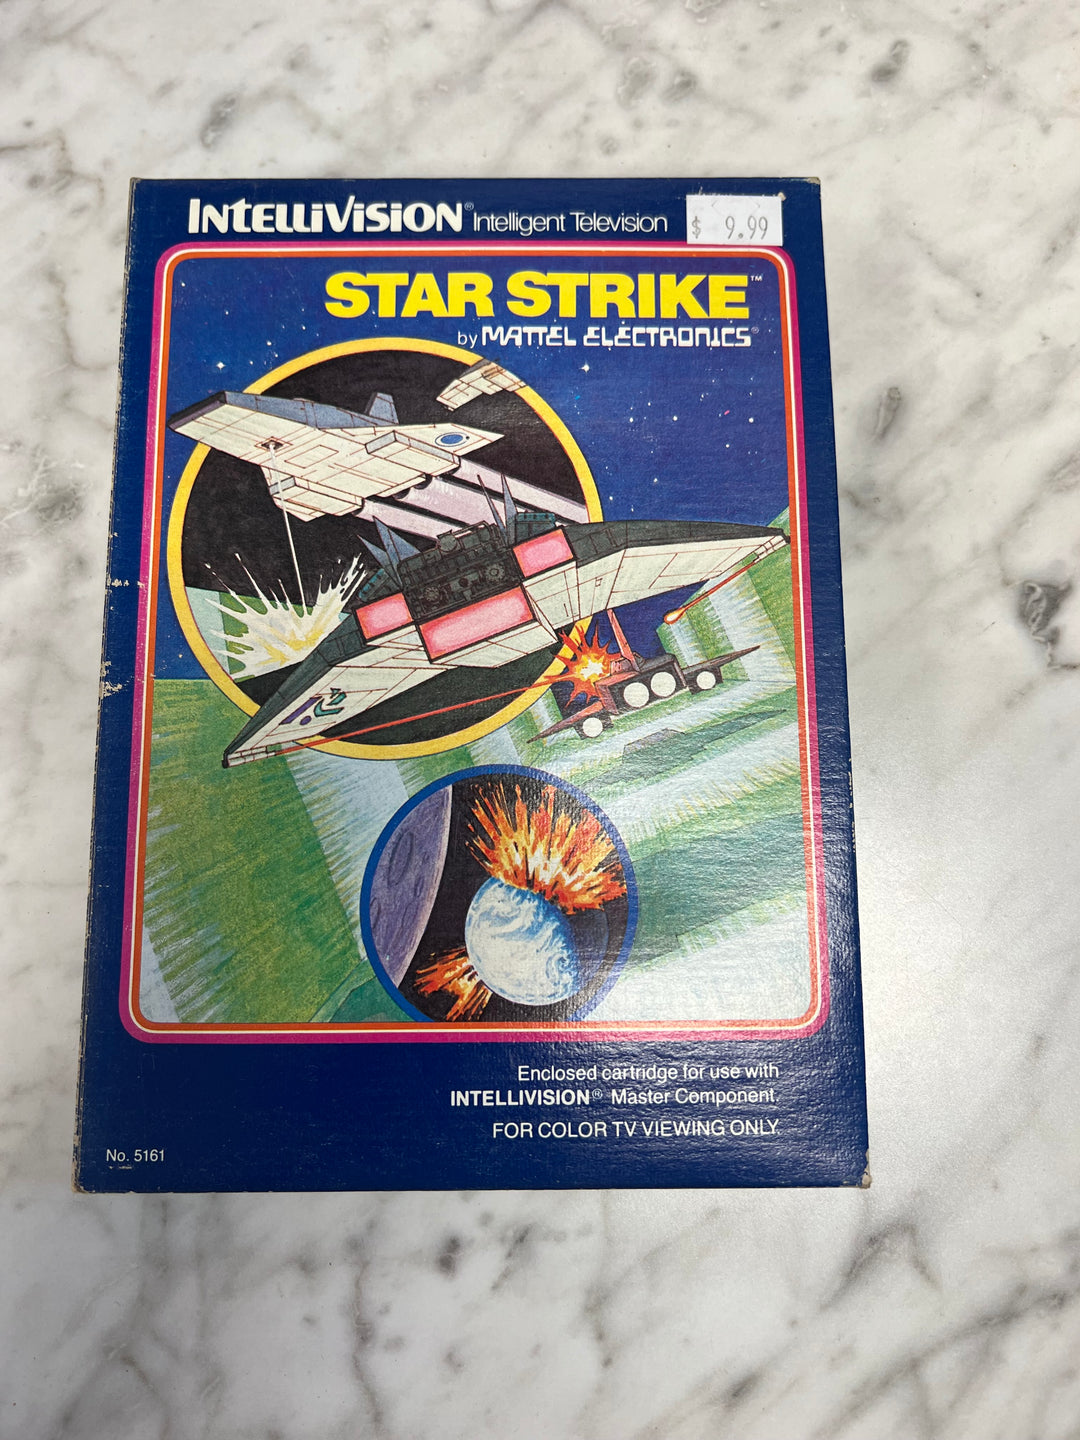 INTELLIVISION® Intelligent Television
$ 9.99
STAR STRIKE™
by MATTEL ELECTRONICS®
Enclosed cartridge for use with
INTELLIVISION® Master Component.
FOR COLOR TV VIEWING ONLY.
No. 5161